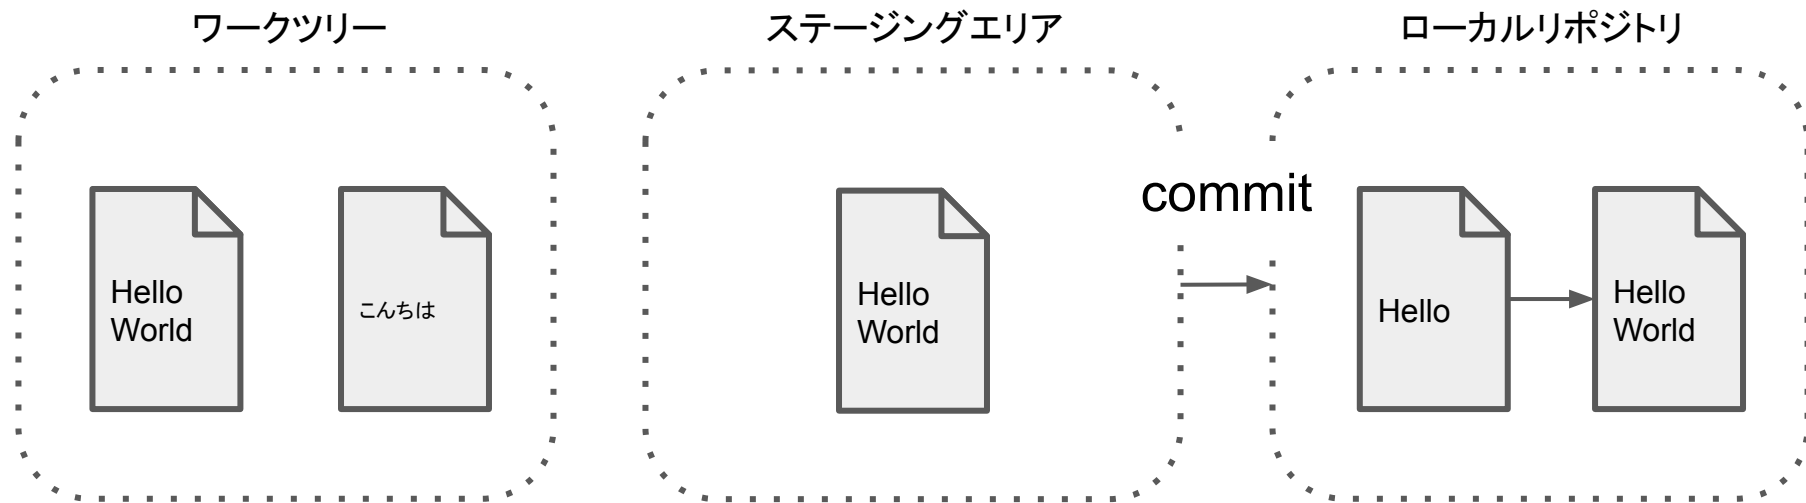 ワークツリー
ステージングエリア
ローカルリポジトリ
Hello
World
こんちは
Hello
World
commit
Hello
Hello
World